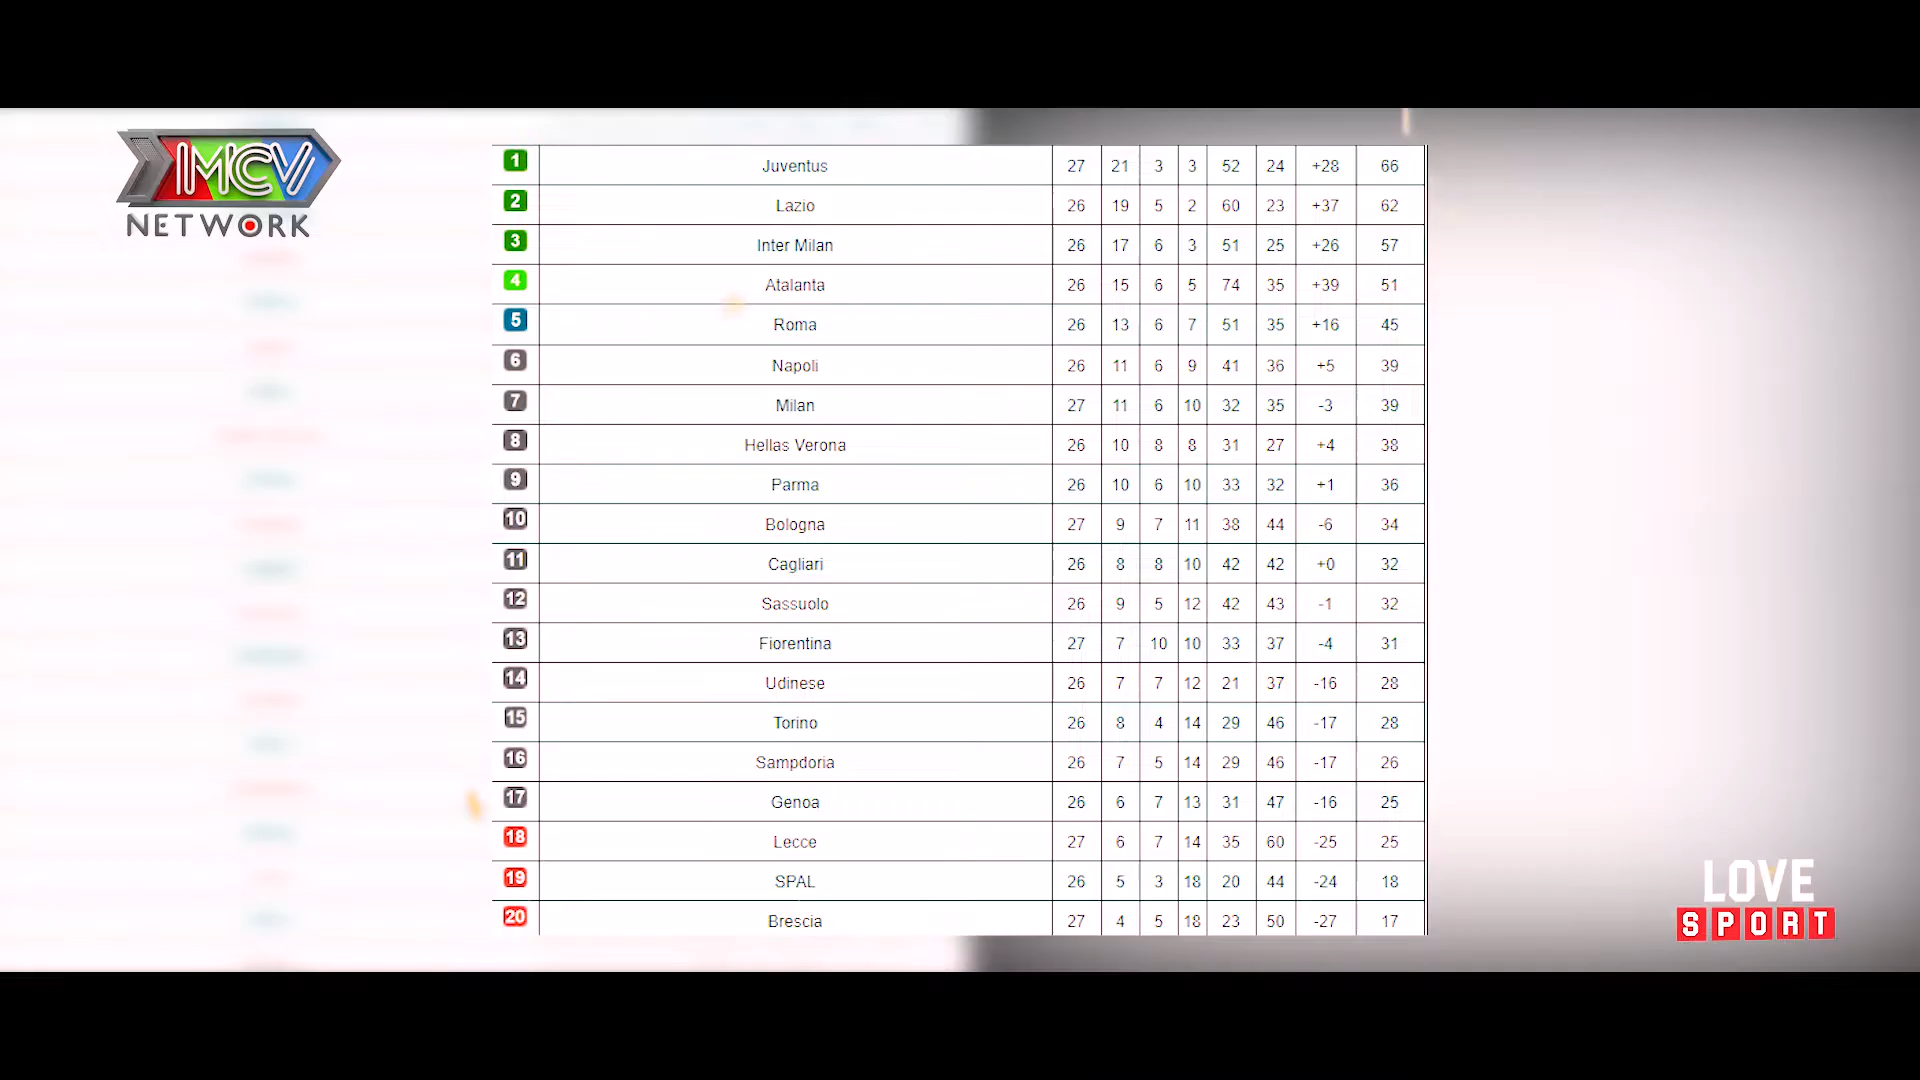 MCV
NETWORK
1 Juventus 27 21 3 3 52 24 +28 66
2 Lazio 26 19 5 2 60 23 +37 62
3 Inter Milan 26 17 6 3 51 25 +26 57
4 Atalanta 26 15 6 5 74 35 +39 51
5 Roma 26 13 6 7 51 35 +16 45
6 Napoli 26 11 6 9 41 36 +5 39
7 Milan 27 11 6 10 32 35 -3 39
8 Hellas Verona 26 10 8 8 31 27 +4 38
9 Parma 26 10 6 10 33 32 +1 36
10 Bologna 27 9 7 11 38 44 -6 34
11 Cagliari 26 8 8 10 42 42 +0 32
12 Sassuolo 26 9 5 12 42 43 -1 32
13 Fiorentina 27 7 10 10 33 37 -4 31
14 Udinese 26 7 7 12 21 37 -16 28
15 Torino 26 8 4 14 29 46 -17 28
16 Sampdoria 26 7 5 14 29 46 -17 26
17 Genoa 26 6 7 13 31 47 -16 25
18 Lecce 27 6 7 14 35 60 -25 25
19 SPAL 26 5 3 18 20 44 -24 18
20 Brescia 27 4 5 18 23 50 -27 17
LOVE
SPORT